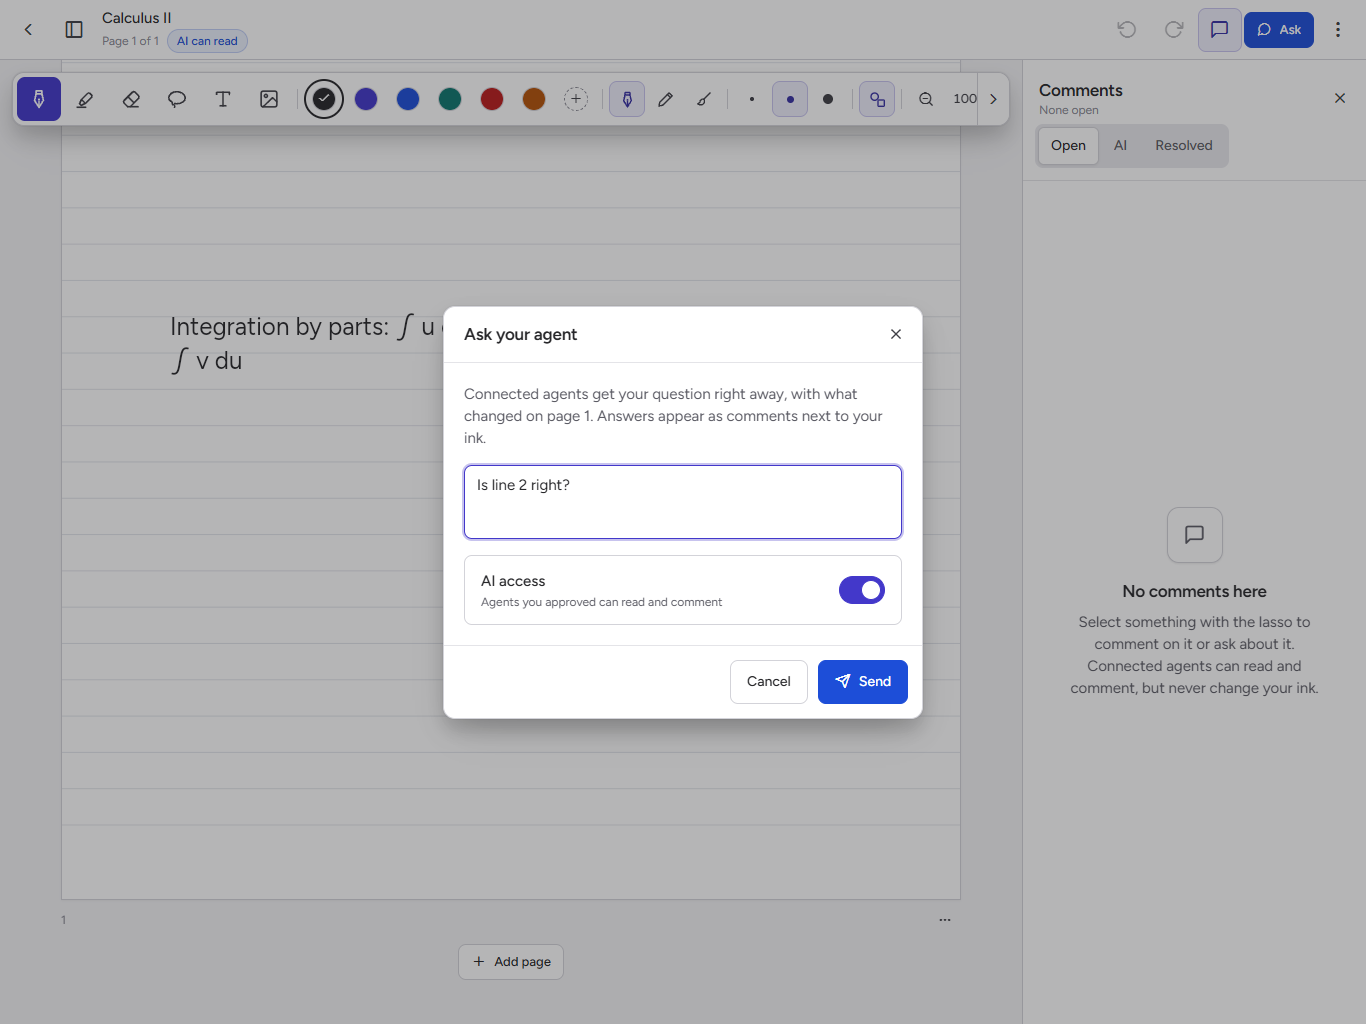 Calculus II
Page 1 of 1
AI can read
Ask
100
Comments
None open
Open
AI
Resolved
Integration by parts: ∫ u
∫ v du
Ask your agent
Connected agents get your question right away, with what
changed on page 1. Answers appear as comments next to your
ink.
Is line 2 right?
AI access
Agents you approved can read and comment
Cancel
Send
No comments here
Select something with the lasso to
comment on it or ask about it.
Connected agents can read and
comment, but never change your ink.
1
Add page